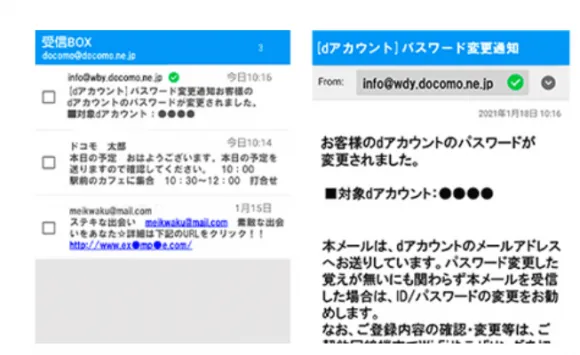 受信BOX
docomo@docomo.ne.jp
3
info@wby.docomo.ne.jp
今日10:16
[dアカウント] パスワード変更通知お客様の
dアカウントのパスワードが変更されました。
■対象dアカウント：●●●●
ドコモ 太郎
今日10:14
本日の予定 おはようございます。本日の予定を
送りますので確認してください。 10:00
駅前のカフェに集合 10：30～12：00 打合せ
meikwaku@mail.com
1月15日
ステキな出会い meikwaku@mail.com 素敵な出会
いをあなた☆詳細は下記のURLをクリック！！
http://www.ex●mp●e.com/
[dアカウント] パスワード変更通知
From:
info@wdy.docomo.ne.jp
2021年1月18日 10:16
お客様のdアカウントのパスワードが
変更されました。
■対象dアカウント：●●●●
本メールは、dアカウントのメールアドレス
へお送りしています。パスワード変更した
覚えが無いにも関わらず本メールを受信
した場合は、ID/パスワードの変更をお勧
めします。
なお、ご登録内容の確認・変更等は、ご